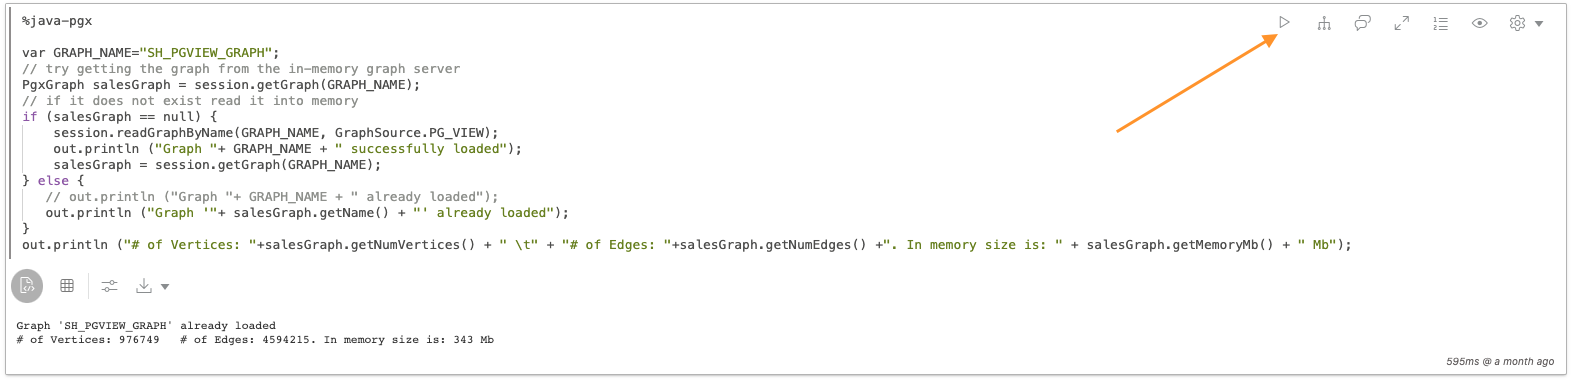 %java-pgx
var GRAPH_NAME="SH_PGVIEW_GRAPH";
// try getting the graph from the in-memory graph server
PgxGraph salesGraph = session.getGraph(GRAPH_NAME);
// if it does not exist read it into memory
if (salesGraph == null) {
    session.readGraphByName(GRAPH_NAME, GraphSource.PG_VIEW);
    out.println ("Graph "+ GRAPH_NAME + " successfully loaded");
    salesGraph = session.getGraph(GRAPH_NAME);
} else {
   // out.println ("Graph "+ GRAPH_NAME + " already loaded");
   out.println ("Graph '"+ salesGraph.getName() + "' already loaded");
}
out.println ("# of Vertices: "+salesGraph.getNumVertices() + " \t" + "# of Edges: "+salesGraph.getNumEdges() +". In memory size is: " + salesGraph.getMemoryMb() + " Mb");
Graph 'SH_PGVIEW_GRAPH' already loaded
# of Vertices: 976749   # of Edges: 4594215. In memory size is: 343 Mb
595ms @ a month ago